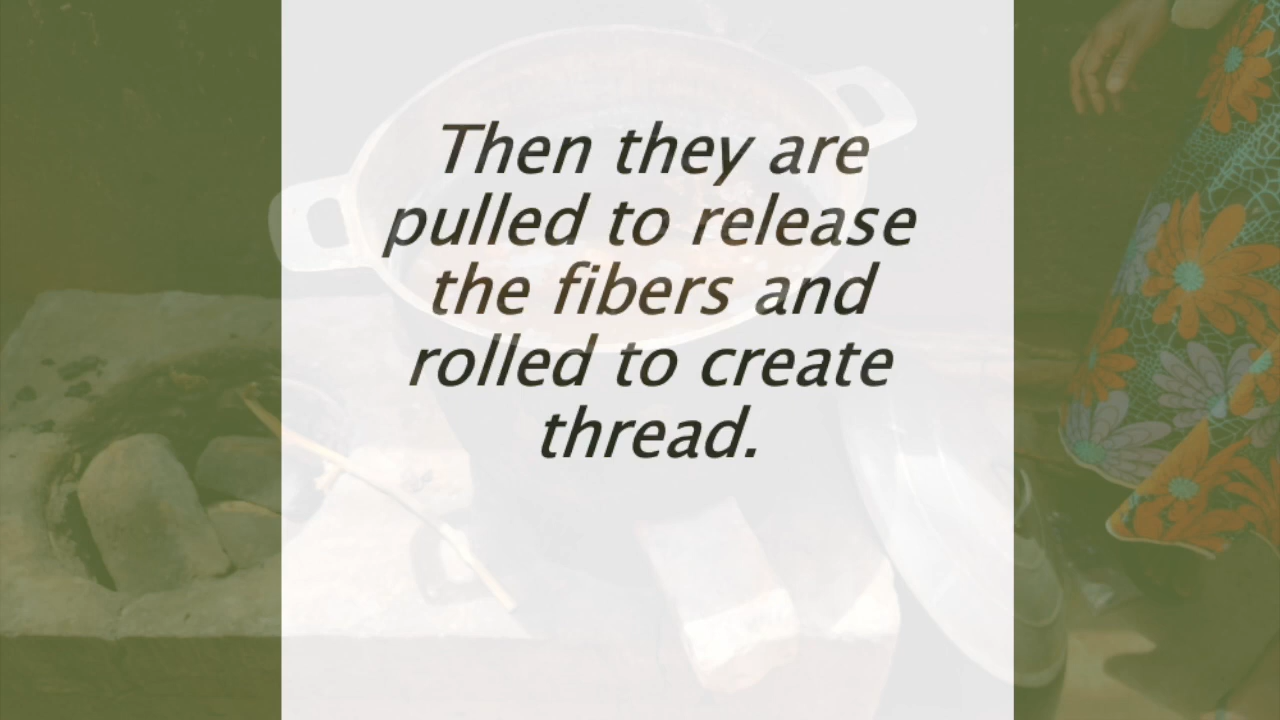 Then they are
pulled to release
the fibers and
rolled to create
thread.